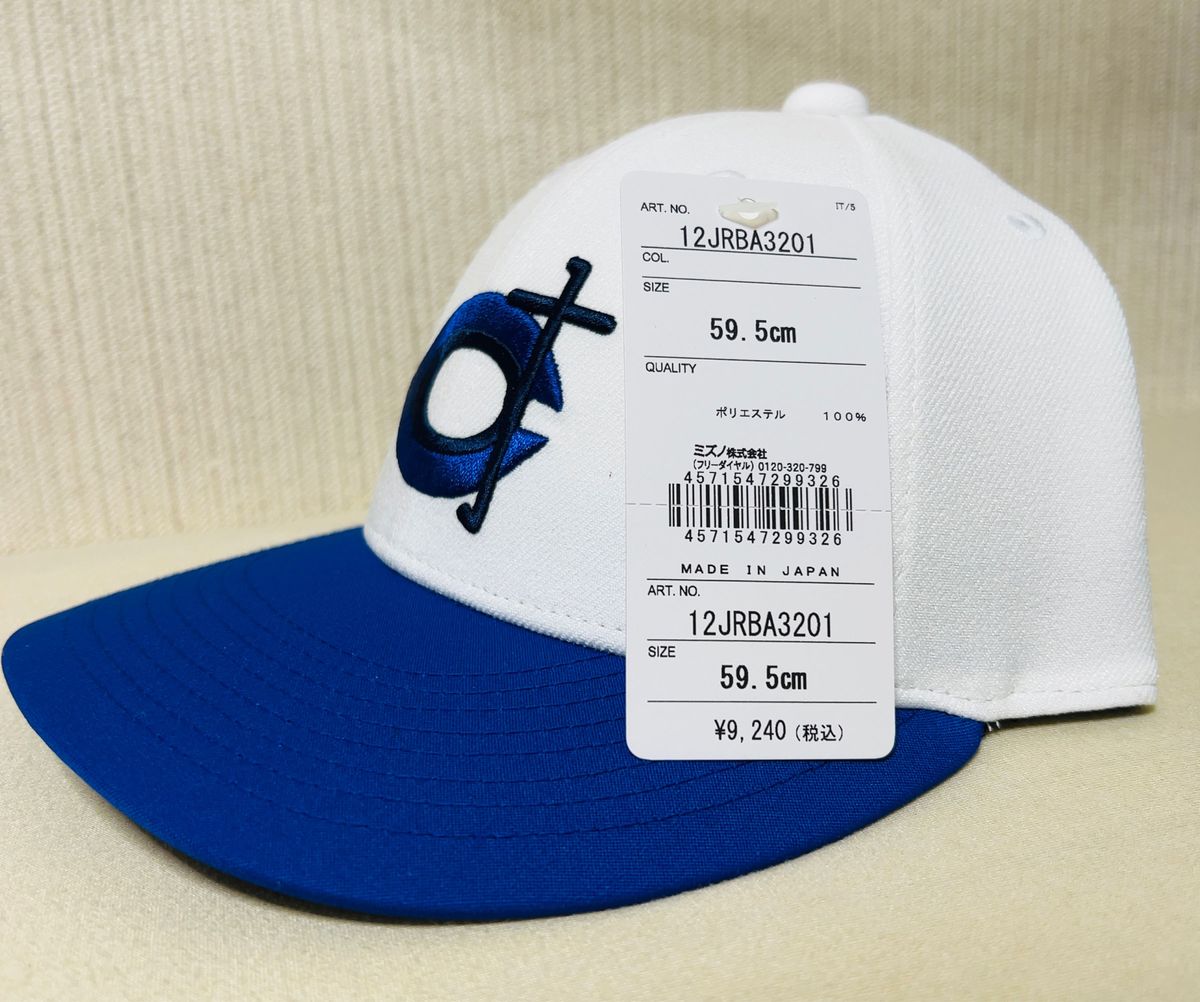 ART. NO. IT/5
12JRBA3201
COL.
SIZE
59.5cm
QUALITY
ポリエステル 100%
ミズノ株式会社
(フリーダイヤル) 0120-320-799
4571547299326
4571547299326
MADE IN JAPAN
ART. NO.
12JRBA3201
SIZE
59.5cm
¥9,240(税込)